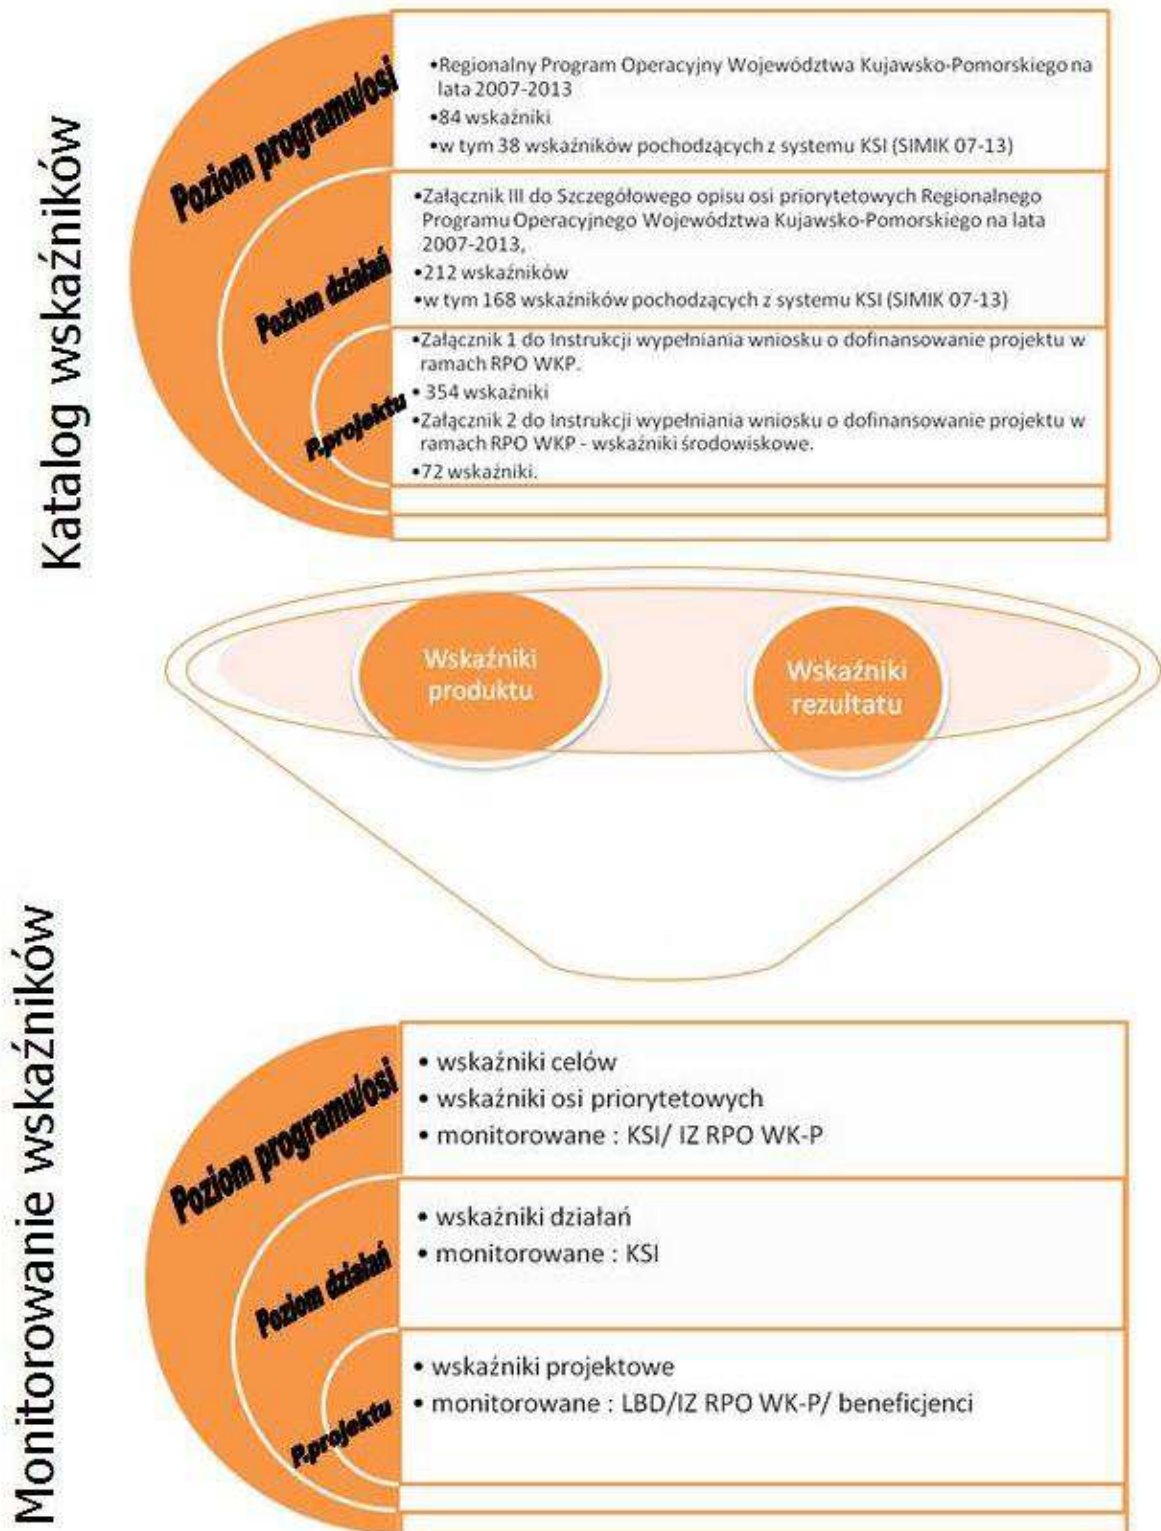 Katalog wskaźników
Poziom programu/osi
•Regionalny Program Operacyjny Województwa Kujawsko-Pomorskiego na
lata 2007-2013
•84 wskaźniki
•w tym 38 wskaźników pochodzących z systemu KSI (SIMIK 07-13)
Poziom działań
•Załącznik III do Szczegółowego opisu osi priorytetowych Regionalnego
Programu Operacyjnego Województwa Kujawsko-Pomorskiego na lata
2007-2013,
•212 wskaźników
•w tym 168 wskaźników pochodzących z systemu KSI (SIMIK 07-13)
P.projektu
•Załącznik 1 do Instrukcji wypełniania wniosku o dofinansowanie projektu w
ramach RPO WKP.
• 354 wskaźniki
•Załącznik 2 do Instrukcji wypełniania wniosku o dofinansowanie projektu w
ramach RPO WKP - wskaźniki środowiskowe.
•72 wskaźniki.
Wskaźniki
produktu
Wskaźniki
rezultatu
Monitorowanie wskaźników
Poziom programu/osi
• wskaźniki celów
• wskaźniki osi priorytetowych
• monitorowane : KSI/ IZ RPO WK-P
Poziom działań
• wskaźniki działań
• monitorowane : KSI
P.projektu
• wskaźniki projektowe
• monitorowane : LBD/IZ RPO WK-P/ beneficjenci